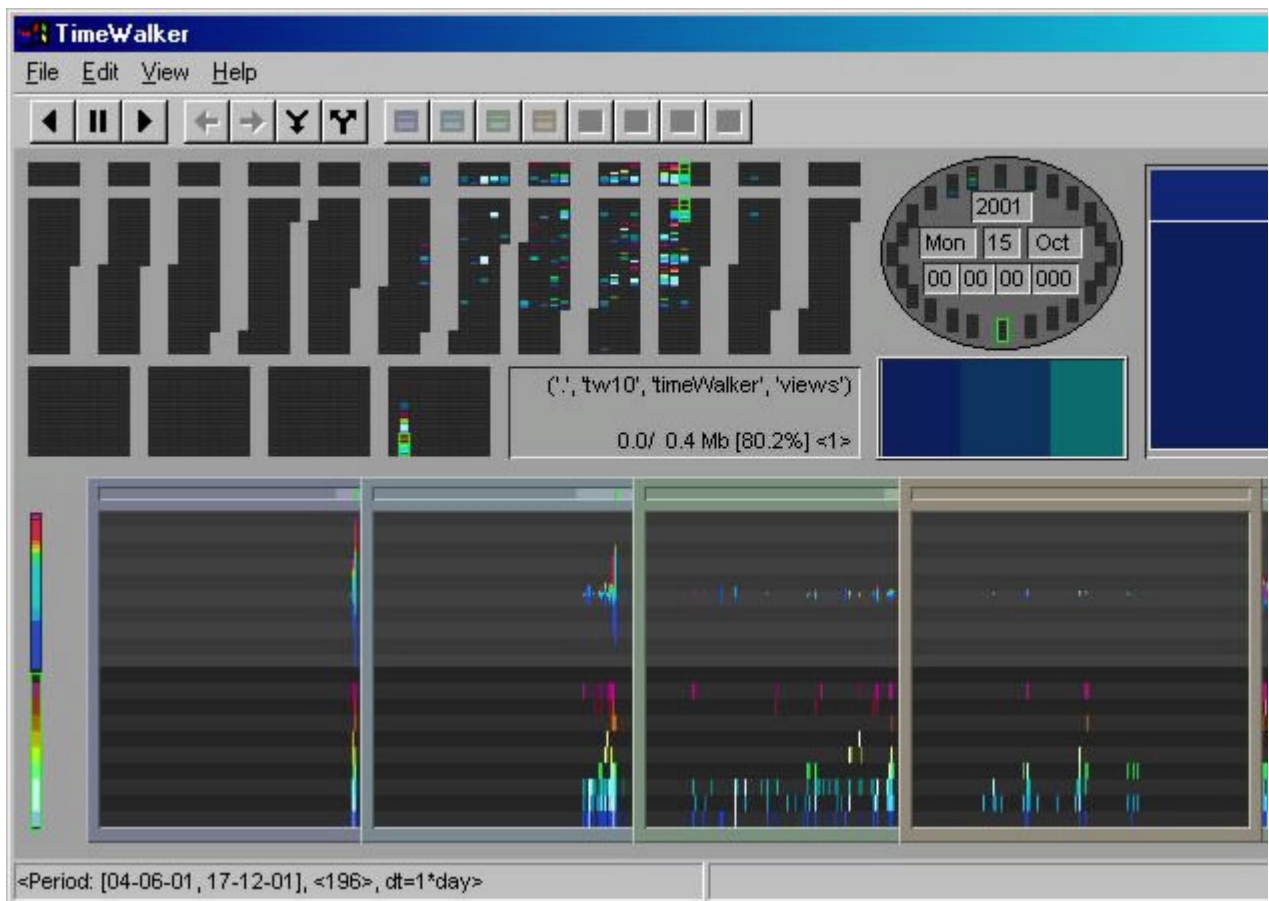 TimeWalker
File Edit View Help
2001
Mon 15 Oct
00 00 00 000
('.', 'tw10', 'timeWalker', 'views')
0.0/ 0.4 Mb [80.2%] <1>
<Period: [04-06-01, 17-12-01], <196>, dt=1*day>